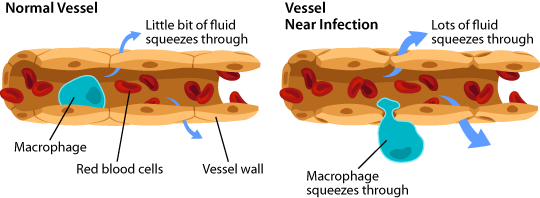 Normal Vessel
Little bit of fluid
squeezes through
Macrophage
Red blood cells
Vessel wall
Vessel
Near Infection
Lots of fluid
squeezes through
Macrophage
squeezes through